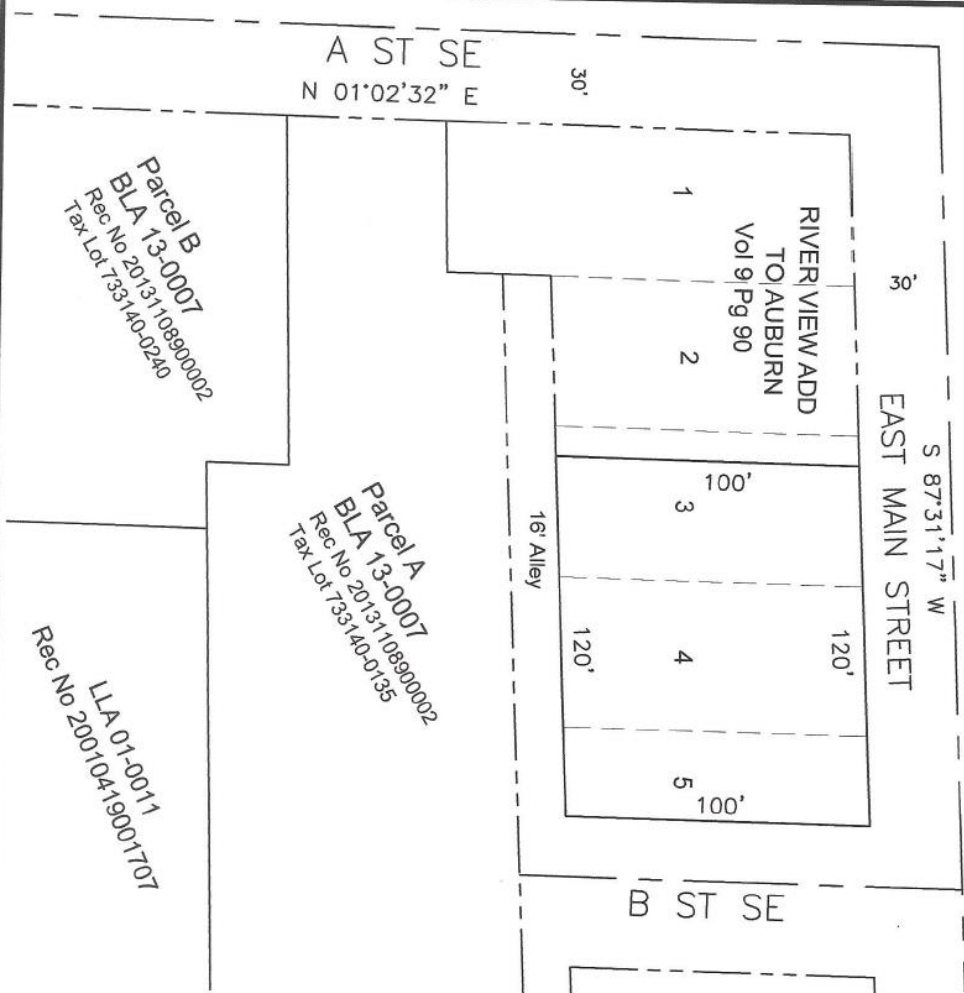 A ST SE
N 01°02'32" E
30'
30'
S 87°31'17" W
EAST MAIN STREET
RIVER VIEW ADD
TO AUBURN
Vol 9 Pg 90
1
2
3
4
5
100'
120'
120'
100'
16' Alley
B ST SE
Parcel B
BLA 13-0007
Rec No 20131108900002
Tax Lot 733140-0240
Parcel A
BLA 13-0007
Rec No 20131108900002
Tax Lot 733140-0135
LLA 01-0011
Rec No 20010419001707